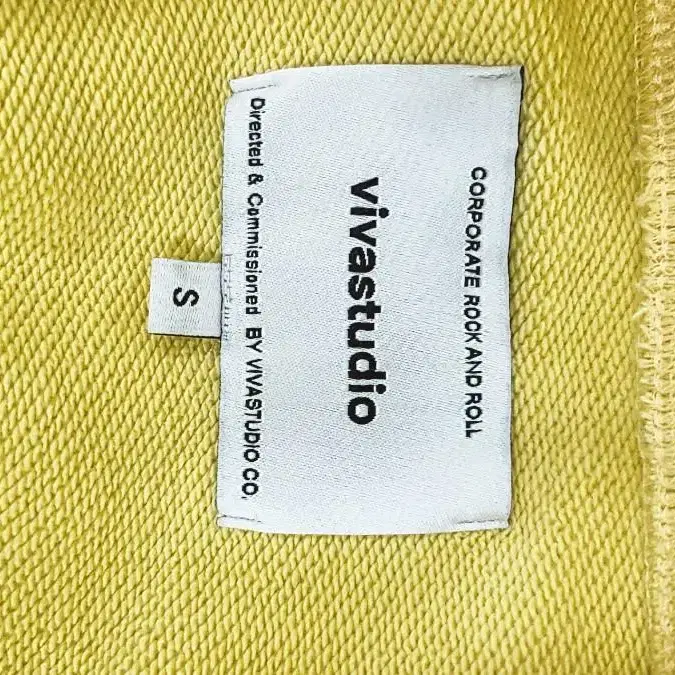 CORPORATE ROCK AND ROLL
vivastudio
Directed & Commissioned BY VIVASTUDIO CO.
S